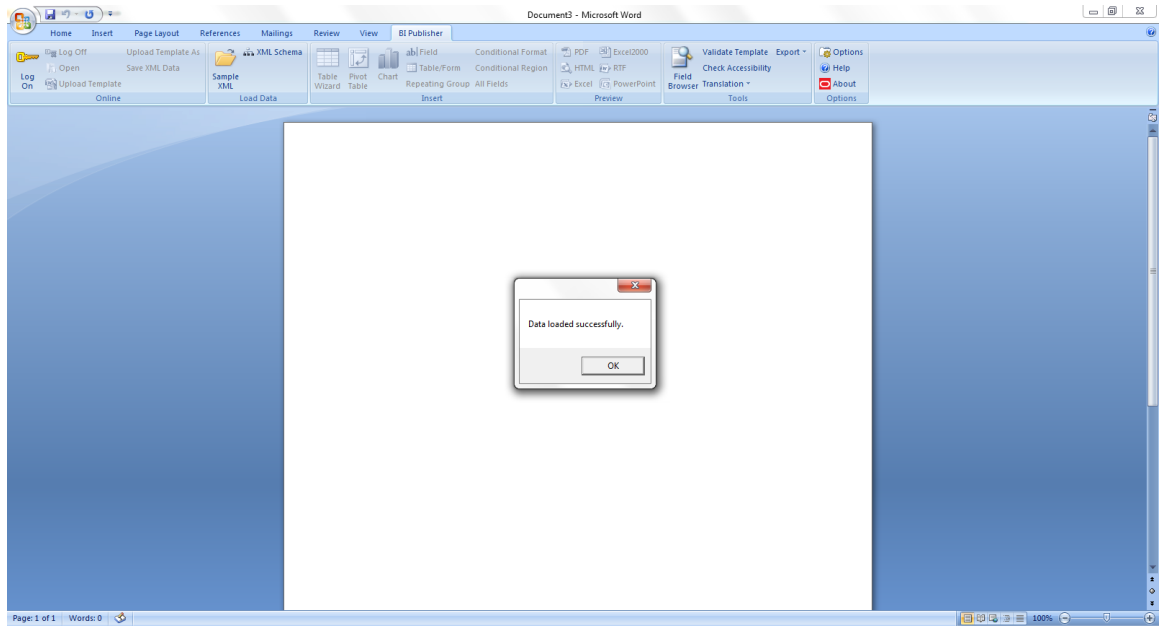 Document3 - Microsoft Word
Home Insert Page Layout References Mailings Review View BI Publisher
Log On
Log Off
Open
Upload Template
Upload Template As
Save XML Data
Online
Sample XML
XML Schema
Load Data
Table Wizard
Pivot Table
Chart
Field
Table/Form
Repeating Group
Conditional Format
Conditional Region
All Fields
Insert
PDF
HTML
Excel
Excel2000
RTF
PowerPoint
Preview
Field Browser
Validate Template
Check Accessibility
Translation
Export
Tools
Options
Help
About
Options
Data loaded successfully.
OK
Page: 1 of 1 Words: 0 100%